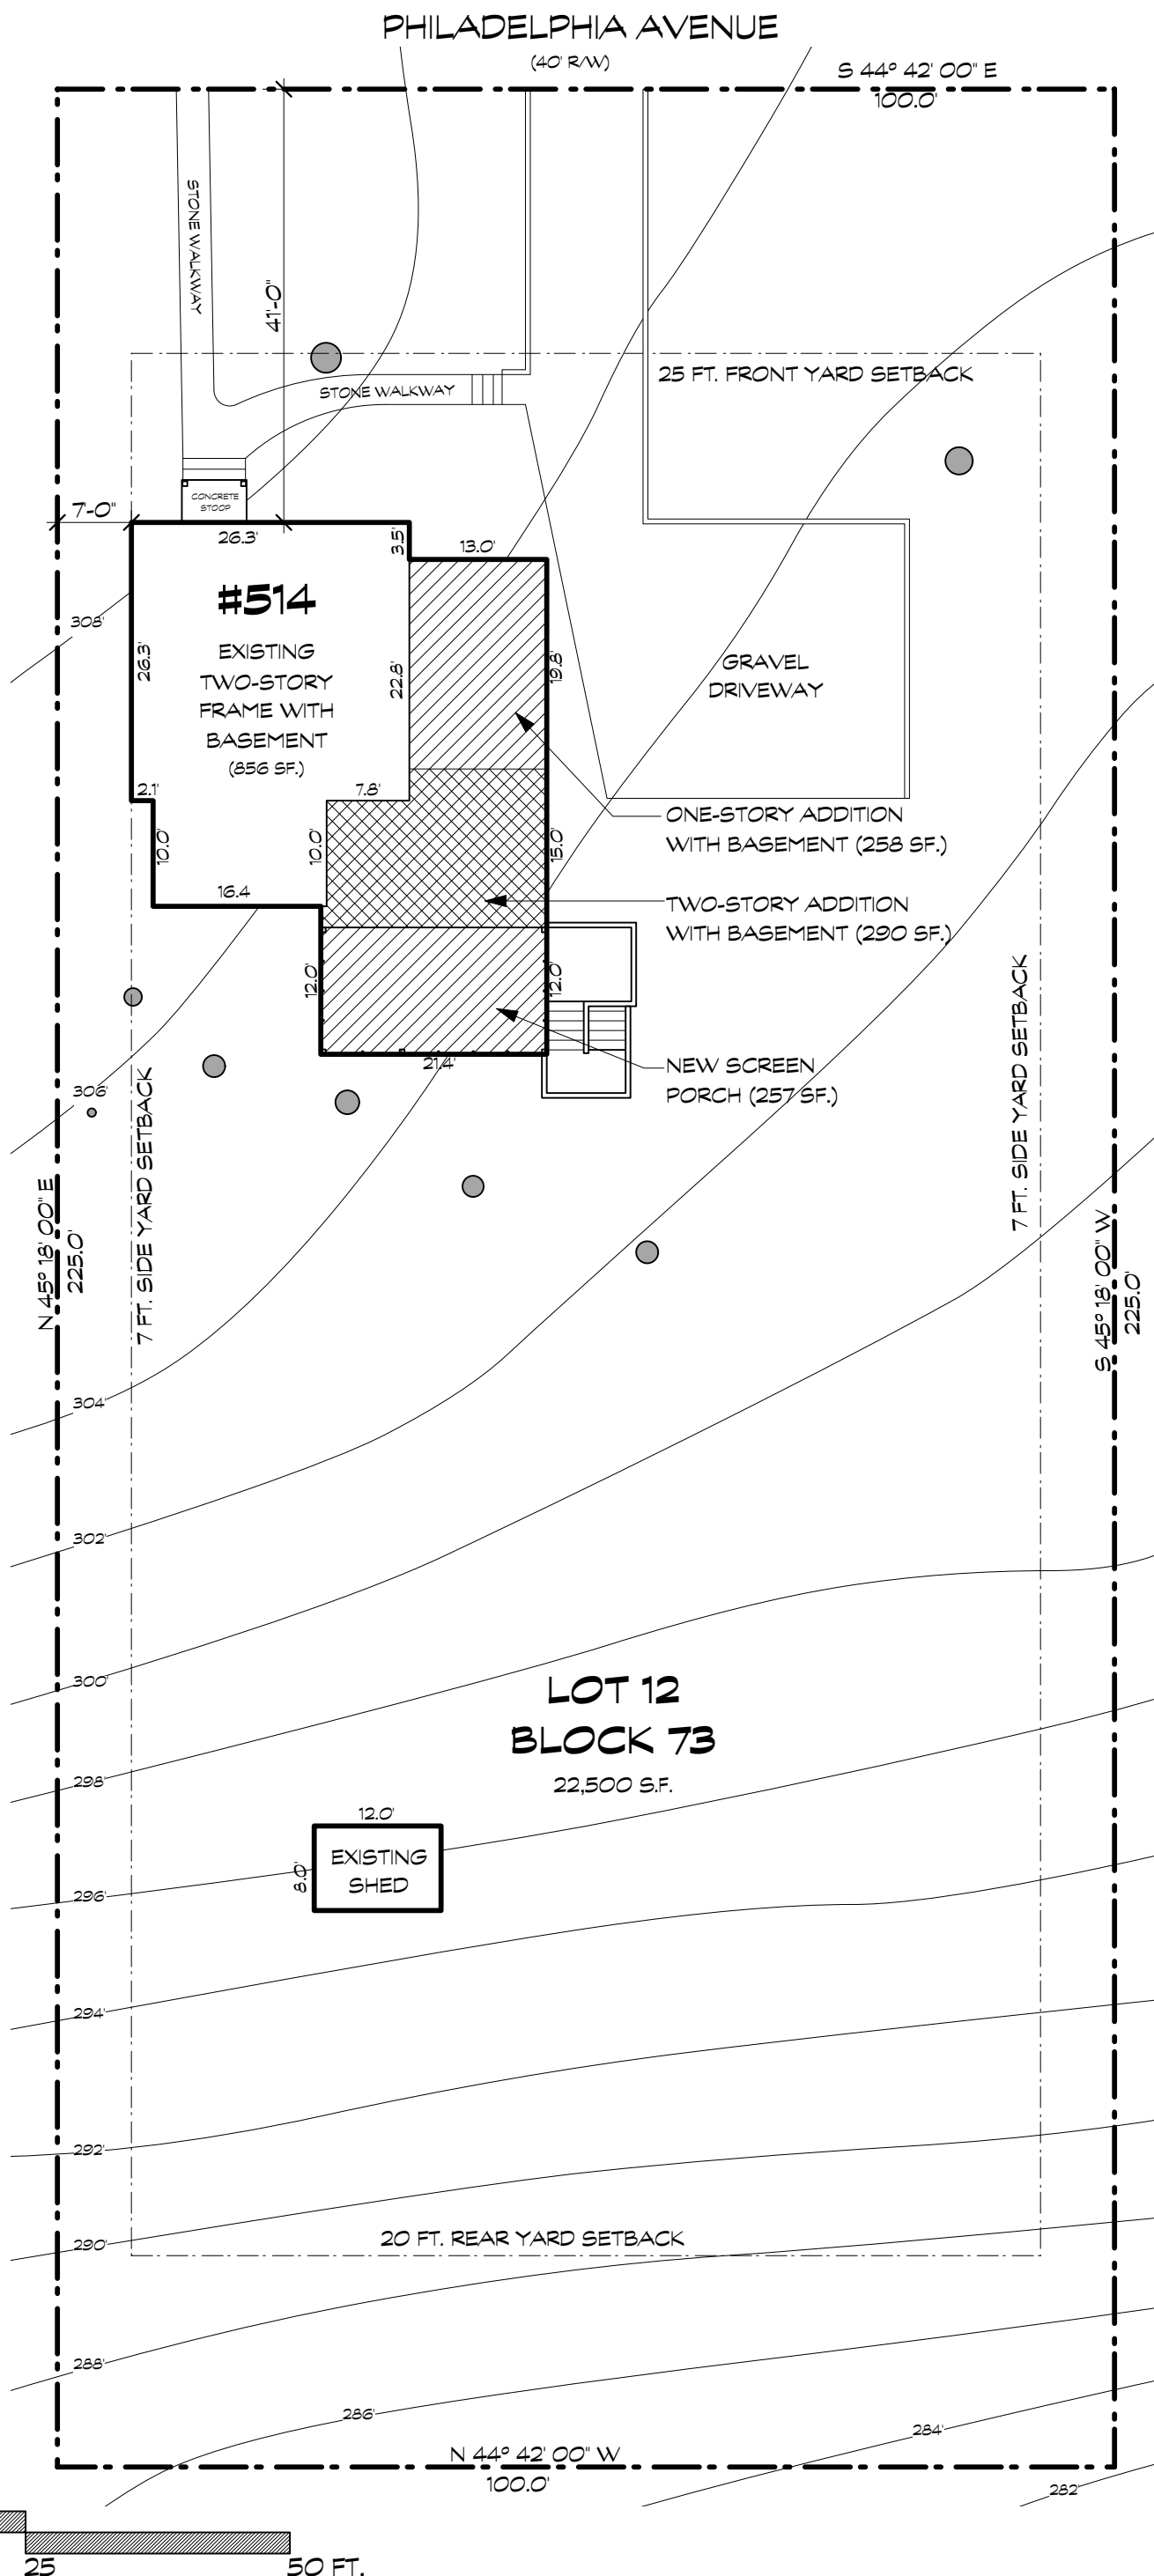 PHILADELPHIA AVENUE
(40' R/W)
S 44° 42' 00" E
100.0'
STONE WALKWAY
41'-0"
STONE WALKWAY
25 FT. FRONT YARD SETBACK
CONCRETE
STOOP
7'-0"
26.3'
3.5'
13.0'
#514
308'
26.3'
EXISTING
TWO-STORY
FRAME WITH
BASEMENT
(856 SF.)
22.8'
19.8'
GRAVEL
DRIVEWAY
2.1'
7.8'
10.0'
10.0'
15.0'
ONE-STORY ADDITION
WITH BASEMENT (258 SF.)
16.4
TWO-STORY ADDITION
WITH BASEMENT (290 SF.)
12.0'
12.0'
7 FT. SIDE YARD SETBACK
21.4'
NEW SCREEN
PORCH (257 SF.)
306'
7 FT. SIDE YARD SETBACK
N 45° 18' 00" E
225.0'
S 45° 18' 00" W
225.0'
304'
302'
300'
LOT 12
BLOCK 73
22,500 S.F.
298'
12.0'
8.0'
EXISTING
SHED
296'
294'
292'
290'
20 FT. REAR YARD SETBACK
288'
286'
284'
N 44° 42' 00" W
100.0'
282'
25
50 FT.